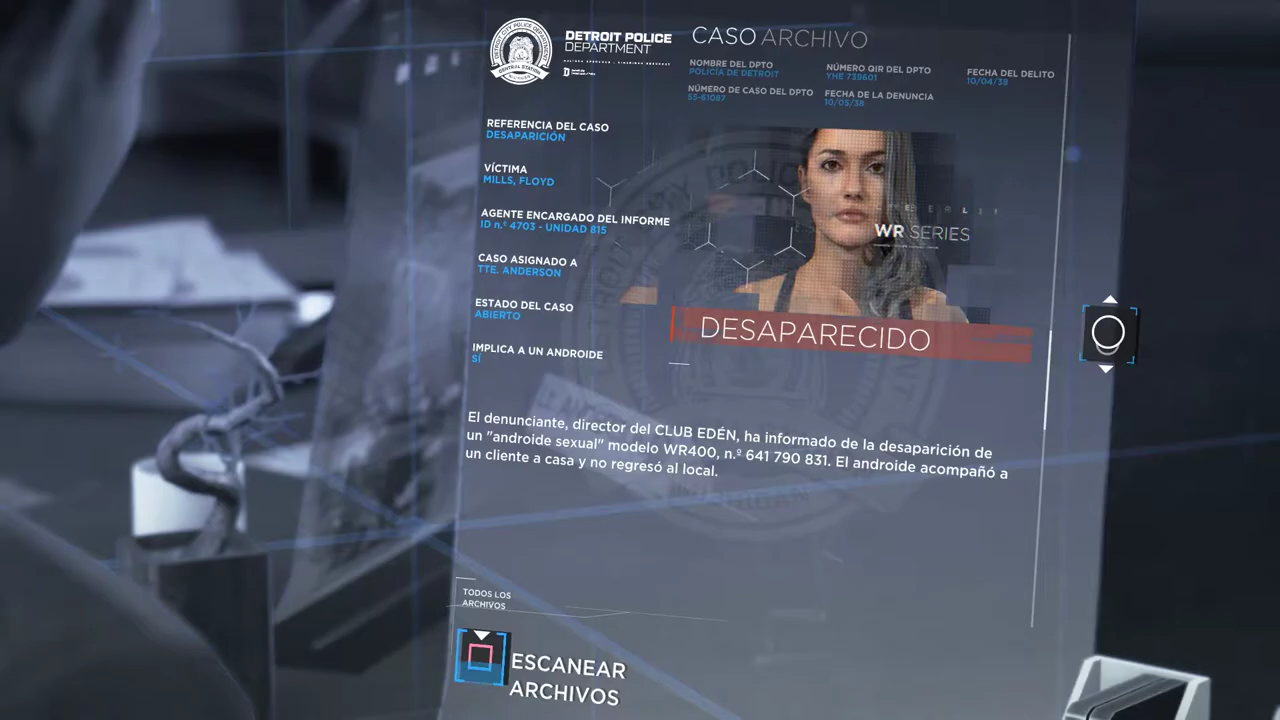 DETROIT POLICE
DEPARTMENT
CENTRAL STATION
CASO ARCHIVO
NOMBRE DEL DPTO
POLICÍA DE DETROIT
NÚMERO QIR DEL DPTO
YHE 739601
FECHA DEL DELITO
10/04/38
NÚMERO DE CASO DEL DPTO
55-61087
FECHA DE LA DENUNCIA
10/05/38
REFERENCIA DEL CASO
DESAPARICIÓN
VÍCTIMA
MILLS, FLOYD
AGENTE ENCARGADO DEL INFORME
ID n.º 4703 - UNIDAD 815
CASO ASIGNADO A
TTE. ANDERSON
ESTADO DEL CASO
ABIERTO
IMPLICA A UN ANDROIDE
SÍ
WR SERIES
DESAPARECIDO
El denunciante, director del CLUB EDÉN, ha informado de la desaparición de
un "androide sexual" modelo WR400, n.º 641 790 831. El androide acompañó a
un cliente a casa y no regresó al local.
TODOS LOS
ARCHIVOS
ESCANEAR
ARCHIVOS